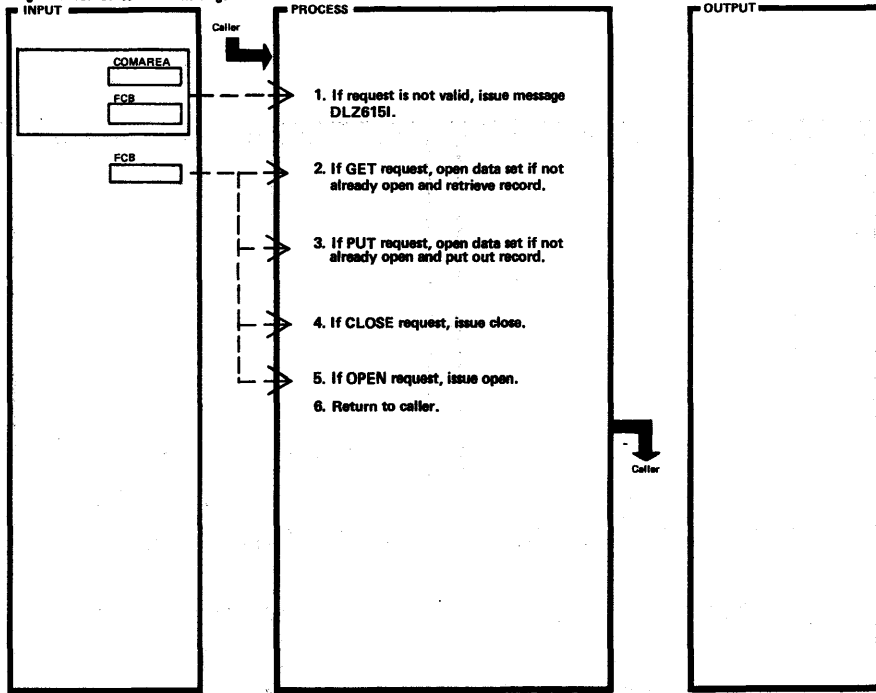 INPUT
PROCESS
OUTPUT
Caller
COMAREA
FCB
1. If request is not valid, issue message
DLZ615I.
FCB
2. If GET request, open data set if not
already open and retrieve record.
3. If PUT request, open data set if not
already open and put out record.
4. If CLOSE request, issue close.
5. If OPEN request, issue open.
6. Return to caller.
Caller